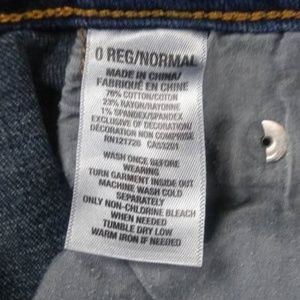 0 REG/NORMAL
MADE IN CHINA/
FABRIQUÉ EN CHINE
76% COTTON/COTON
23% RAYON/RAYONNE
1% SPANDEX/SPANDEX
EXCLUSIVE OF DECORATION/
DÉCORATION NON COMPRISE
RN121726 CA53201
WASH ONCE BEFORE
WEARING
TURN GARMENT INSIDE OUT
MACHINE WASH COLD
SEPARATELY
ONLY NON-CHLORINE BLEACH
WHEN NEEDED
TUMBLE DRY LOW
WARM IRON IF NEEDED